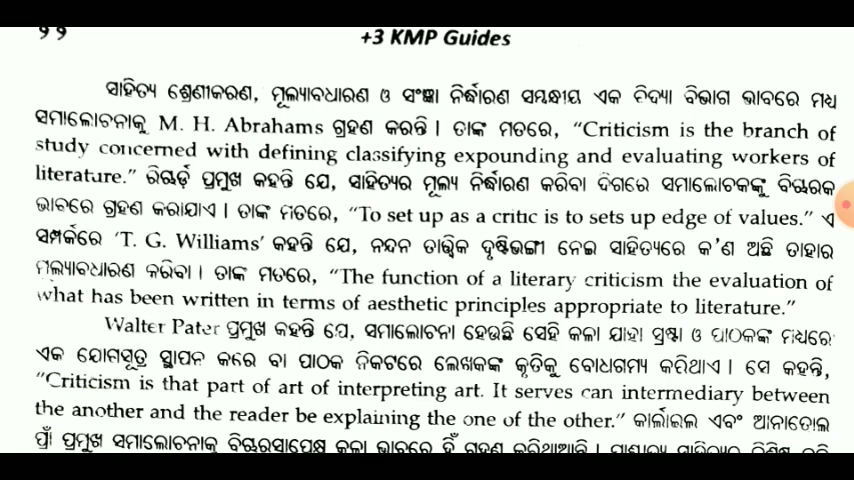 ୨୨
+3 KMP Guides
ସାହିତ୍ୟ ଶ୍ରେଣୀକରଣ, ମୂଲ୍ୟାବଧାରଣ ଓ ସଂଜ୍ଞା ନିର୍ଦ୍ଧାରଣ ସମ୍ବନ୍ଧୀୟ ଏକ ବିଦ୍ୟା ବିଭାଗ ଭାବରେ ମଧ୍ୟ
ସମାଲୋଚନାକୁ M. H. Abrahams ଗ୍ରହଣ କରନ୍ତି । ତାଙ୍କ ମତରେ, “Criticism is the branch of
study concerned with defining classifying expounding and evaluating workers of
literature.” ରିଚ୍ଚର୍ଡ଼ ପ୍ରମୁଖ କହନ୍ତି ଯେ, ସାହିତ୍ୟର ମୂଲ୍ୟ ନିର୍ଦ୍ଧାରଣ କରିବା ଦିଗରେ ସମାଲୋଚକଙ୍କୁ ବିଚ୍ଚରକ
ଭାବରେ ଗ୍ରହଣ କରାଯାଏ । ତାଙ୍କ ମତରେ, “To set up as a critic is to sets up edge of values.” ଏ
ସମ୍ପର୍କରେ ‘T. G. Williams’ କହନ୍ତି ଯେ, ନନ୍ଦନ ତାତ୍ତ୍ୱିକ ଦୃଷ୍ଟିଭଙ୍ଗୀ ନେଇ ସାହିତ୍ୟରେ କ’ଣ ଅଛି ତାହାର
ମୂଲ୍ୟାବଧାରଣ କରିବା । ତାଙ୍କ ମତରେ, “The function of a literary criticism the evaluation of
what has been written in terms of aesthetic principles appropriate to literature.”
Walter Pater ପ୍ରମୁଖ କହନ୍ତି ଯେ, ସମାଲୋଚନା ହେଉଛି ସେହି କଳା ଯାହା ସ୍ରଷ୍ଟା ଓ ପାଠକଙ୍କ ମଧ୍ୟରେ
ଏକ ଯୋଗସୂତ୍ର ସ୍ଥାପନ କରେ ବା ପାଠକ ନିକଟରେ ଲେଖକଙ୍କ କୃତିକୁ ବୋଧଗମ୍ୟ କରିଥାଏ । ସେ କହନ୍ତି,
“Criticism is that part of art of interpreting art. It serves can intermediary between
the another and the reader be explaining the one of the other.” କାର୍ଲାଇଲ ଏବଂ ଆନାତୋଲ
ଫ୍ରାଁ ପ୍ରମୁଖ ସମାଲୋଚନାକୁ ବିଚ୍ଚରସାପେକ୍ଷ କଳା ଭାବରେ ହିଁ ଗ୍ରହଣ କରିଥାଆନ୍ତି ।